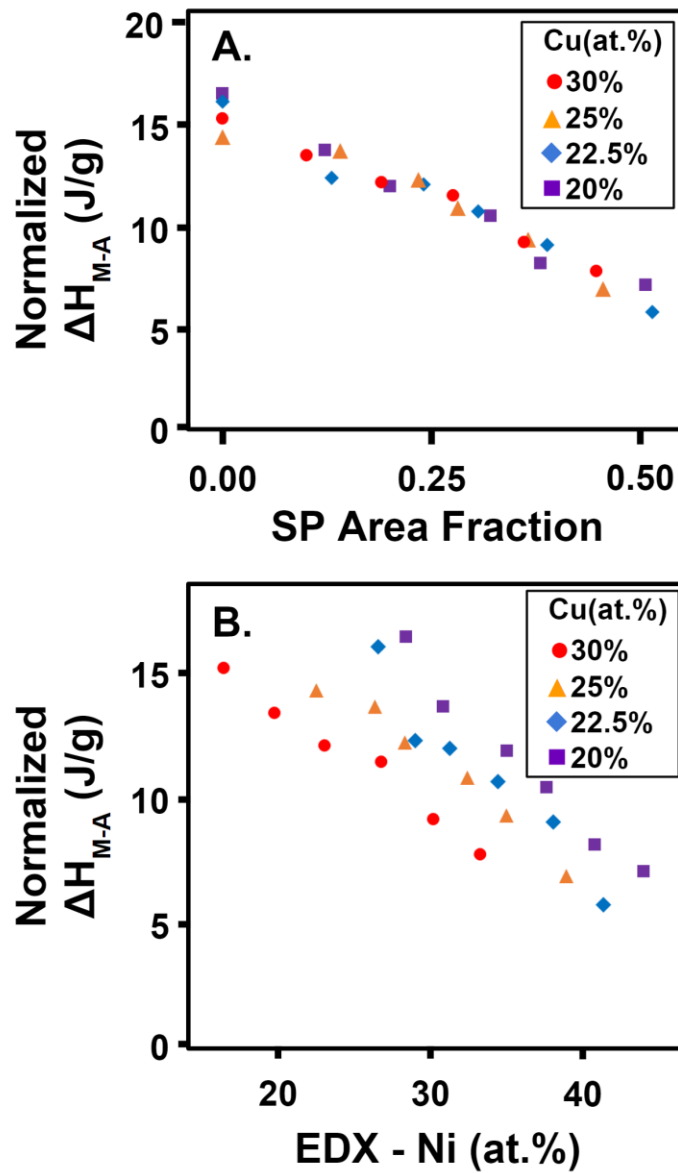 A.
Cu(at.%)
30%
25%
22.5%
20%
20
15
10
5
0
Normalized
ΔH_M-A (J/g)
0.00 0.25 0.50
SP Area Fraction
B.
Cu(at.%)
30%
25%
22.5%
20%
15
10
5
0
Normalized
ΔH_M-A (J/g)
20 30 40
EDX - Ni (at.%)